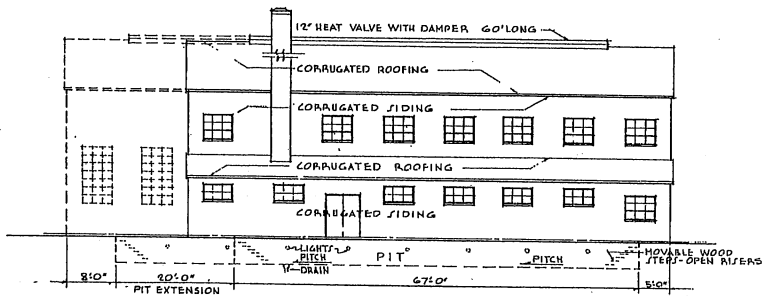 12" HEAT VALVE WITH DAMPER 60' LONG
CORRUGATED ROOFING
CORRUGATED SIDING
CORRUGATED ROOFING
CORRUGATED SIDING
LIGHTS
PITCH
DRAIN
PIT
PITCH
MOVABLE WOOD
STEPS-OPEN RISERS
8'0" 20'-0" 67'0" 5'0"
PIT EXTENSION